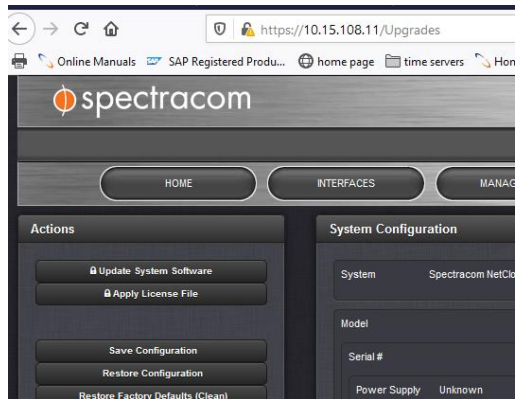 https://10.15.108.11/Upgrades
Online Manuals SAP Registered Produ... home page time servers Hon
spectracom
HOME INTERFACES MANAG
Actions
Update System Software
Apply License File
Save Configuration
Restore Configuration
Restore Factory Defaults (Clean)
System Configuration
System Spectracom NetClo
Model
Serial #
Power Supply Unknown